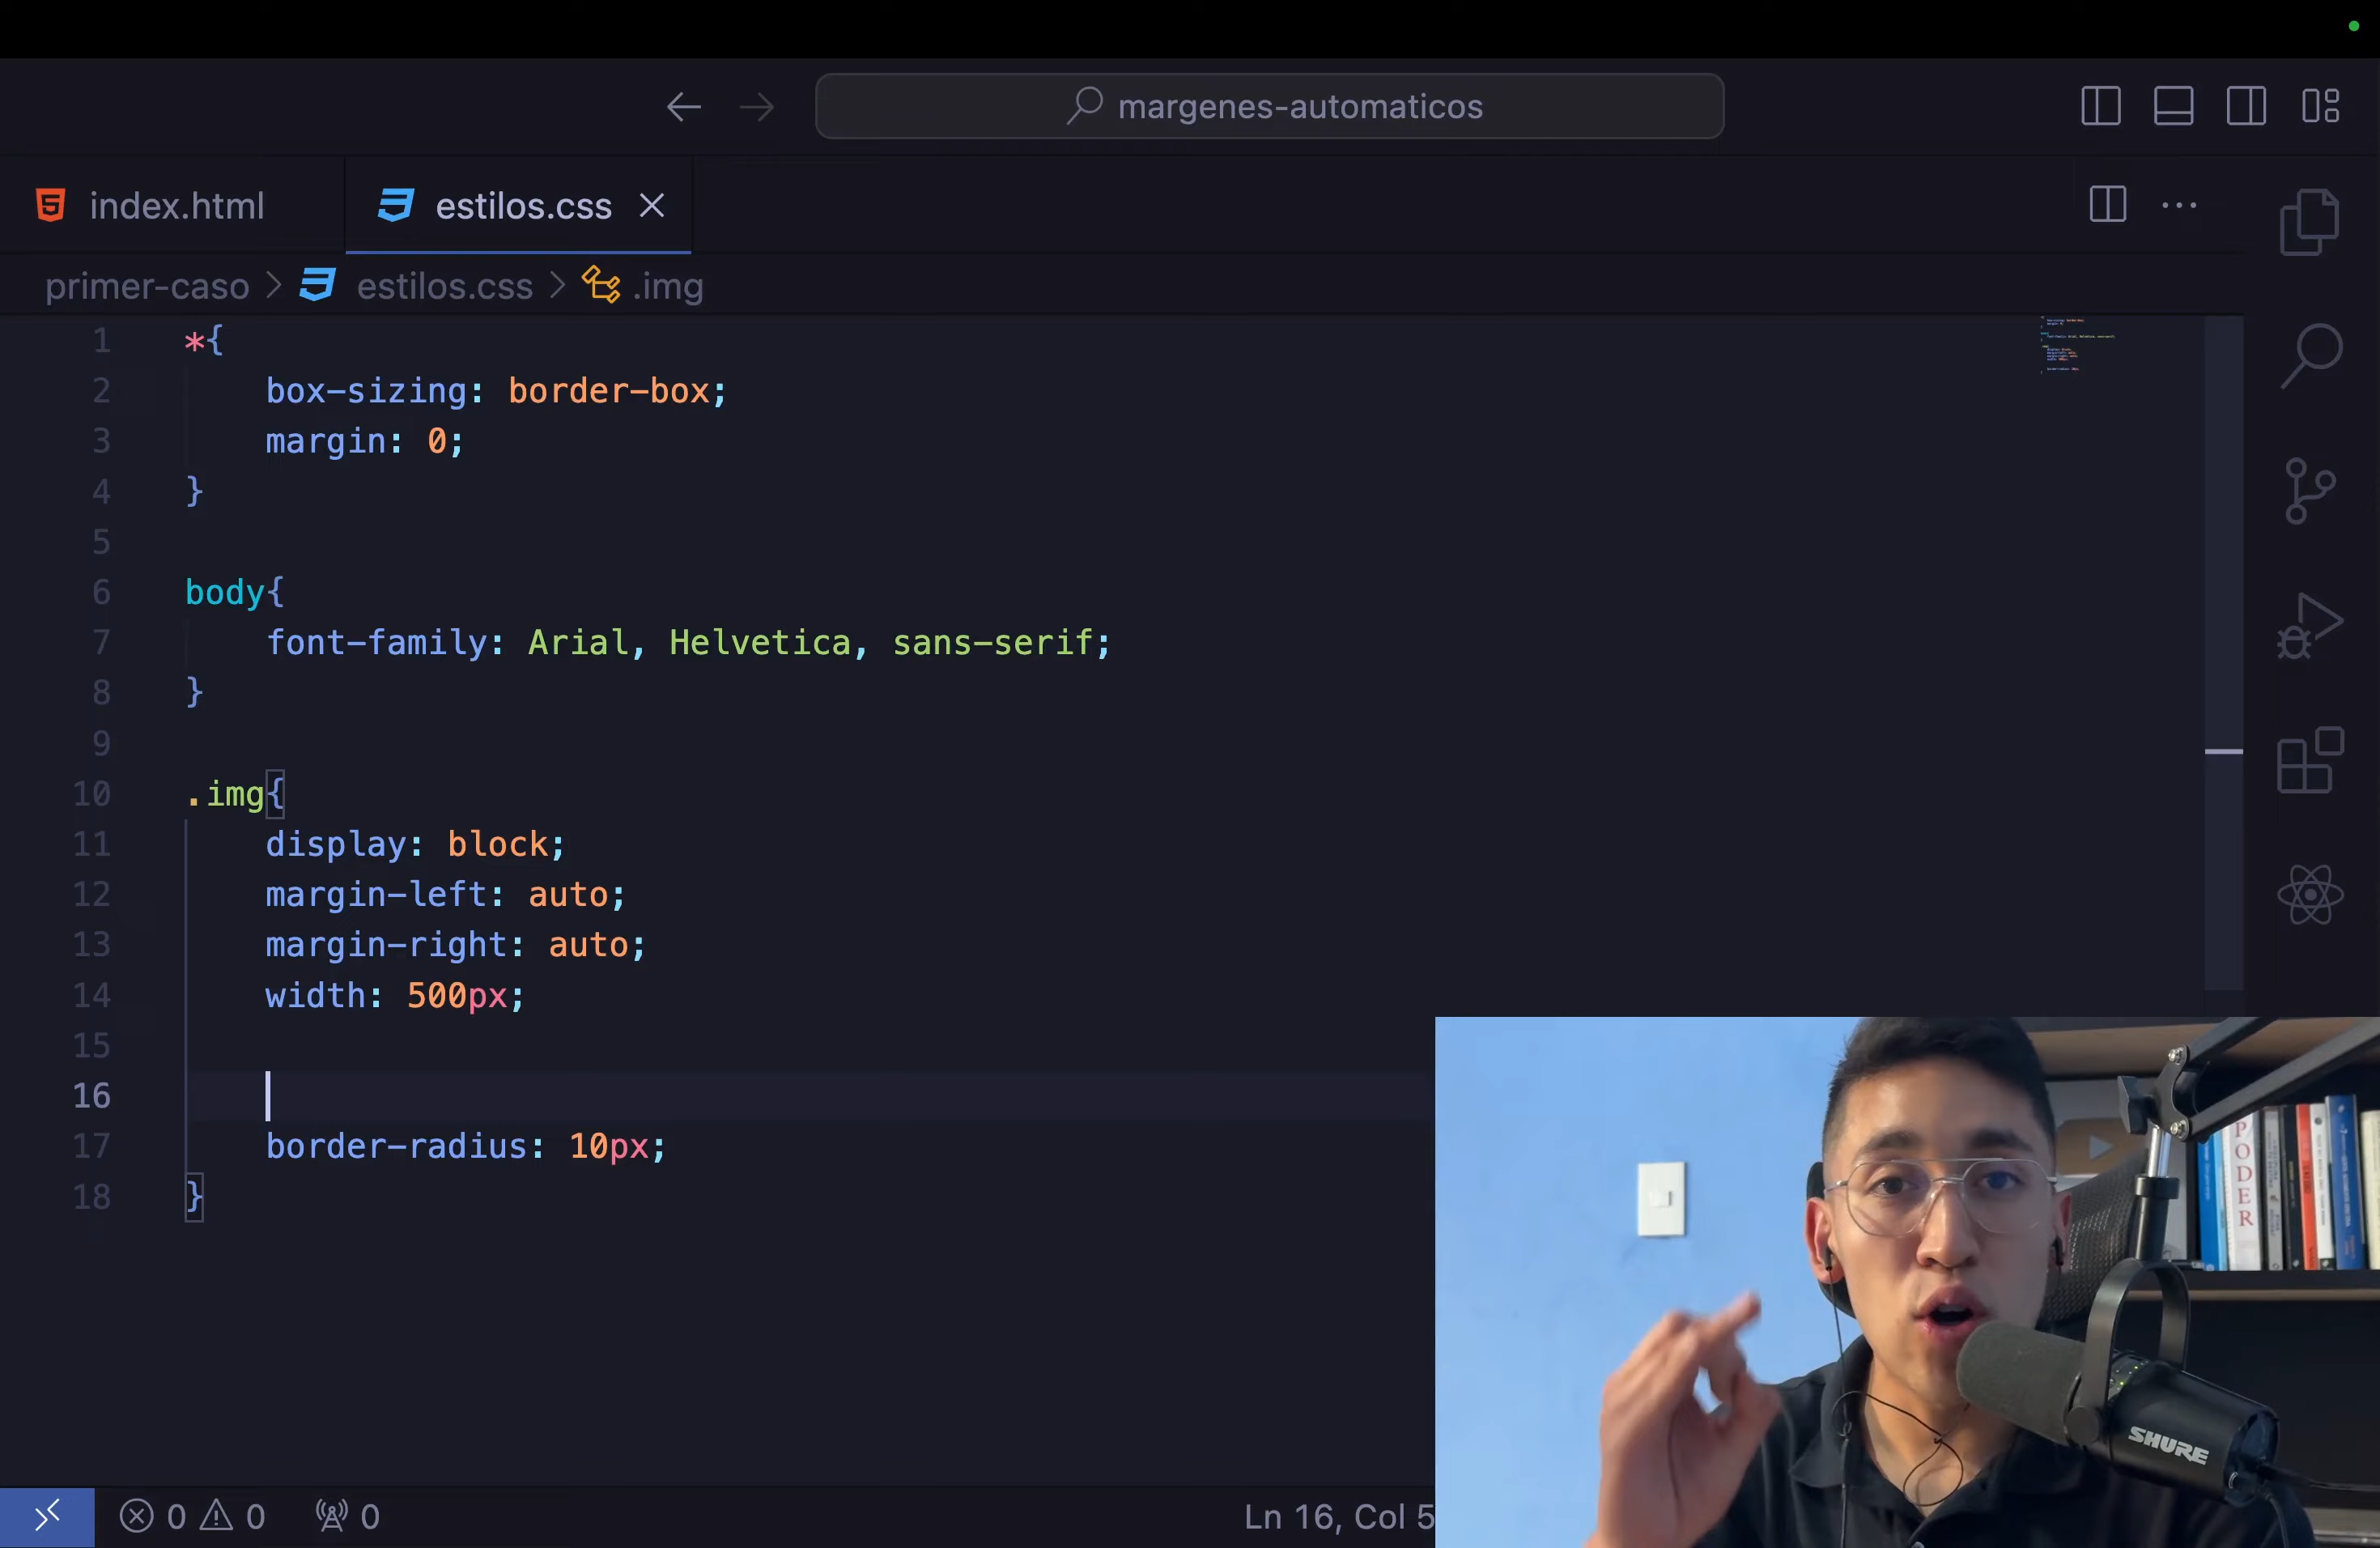 margenes-automaticos
index.html
estilos.css
primer-caso > estilos.css > .img
1 *{
2 box-sizing: border-box;
3 margin: 0;
4 }
5
6 body{
7 font-family: Arial, Helvetica, sans-serif;
8 }
9
10 .img{
11 display: block;
12 margin-left: auto;
13 margin-right: auto;
14 width: 500px;
15
16
17 border-radius: 10px;
18 }
PODER
SHURE
0 0 0
Ln 16, Col 5